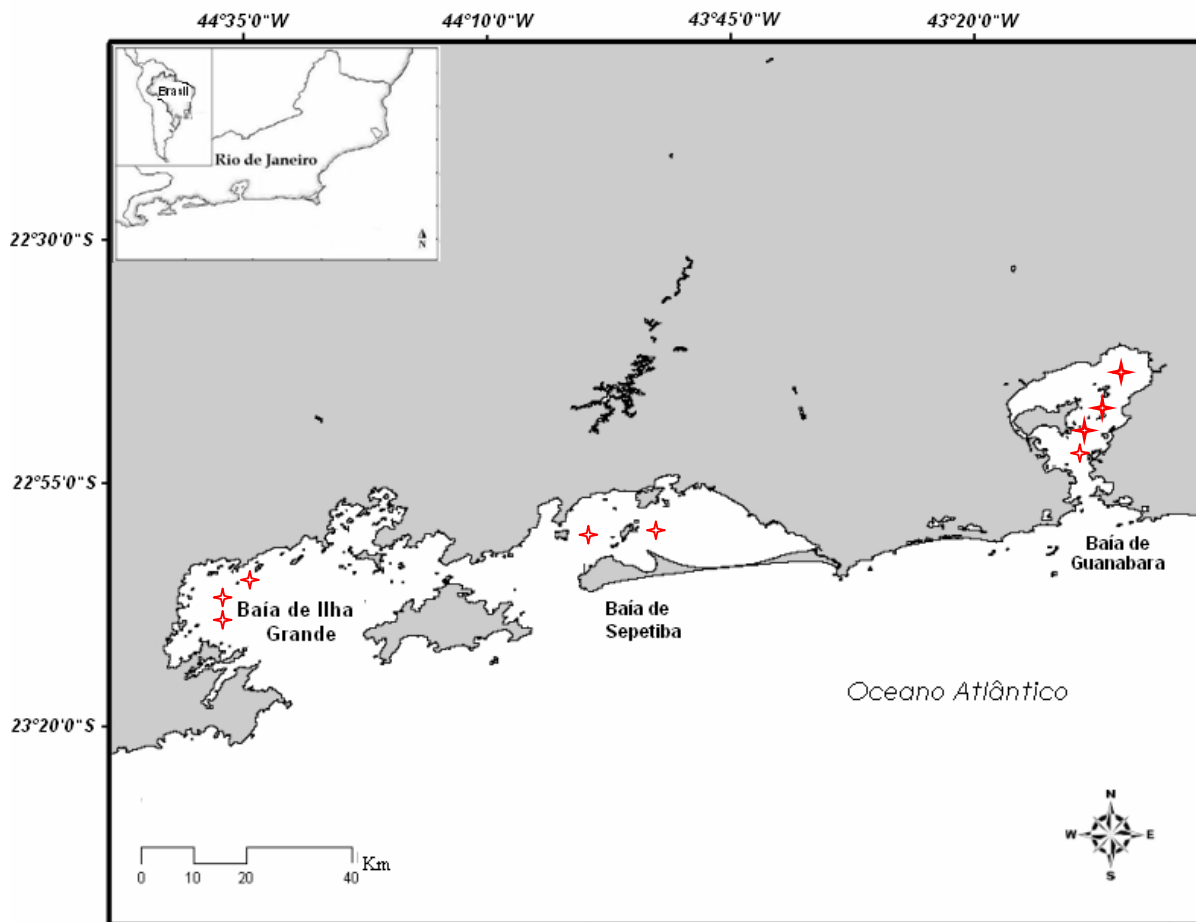 44°35'0"W 44°10'0"W 43°45'0"W 43°20'0"W
Brasil
Rio de Janeiro
N
22°30'0"S
22°55'0"S
23°20'0"S
Baía de
Guanabara
Baía de Ilha
Grande
Baía de
Sepetiba
Oceano Atlântico
N
W E
S
Km
0 10 20 40